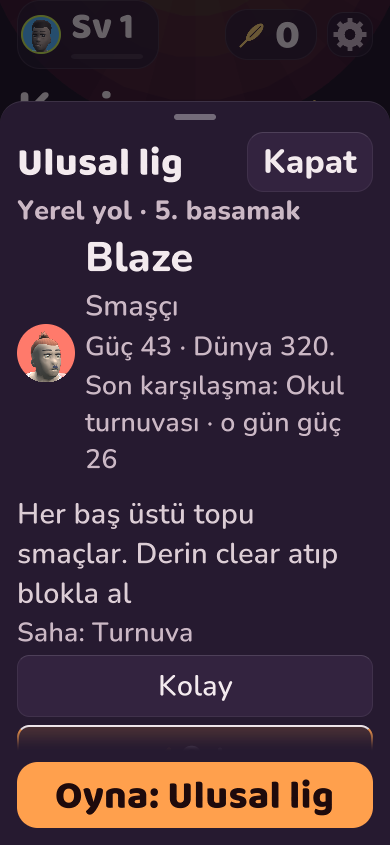 Sv 1
0
Ulusal lig
Kapat
Yerel yol · 5. basamak
Blaze
Smaşçı
Güç 43 · Dünya 320.
Son karşılaşma: Okul
turnuvası · o gün güç
26
Her baş üstü topu
smaçlar. Derin clear atıp
blokla al
Saha: Turnuva
Kolay
Oyna: Ulusal lig